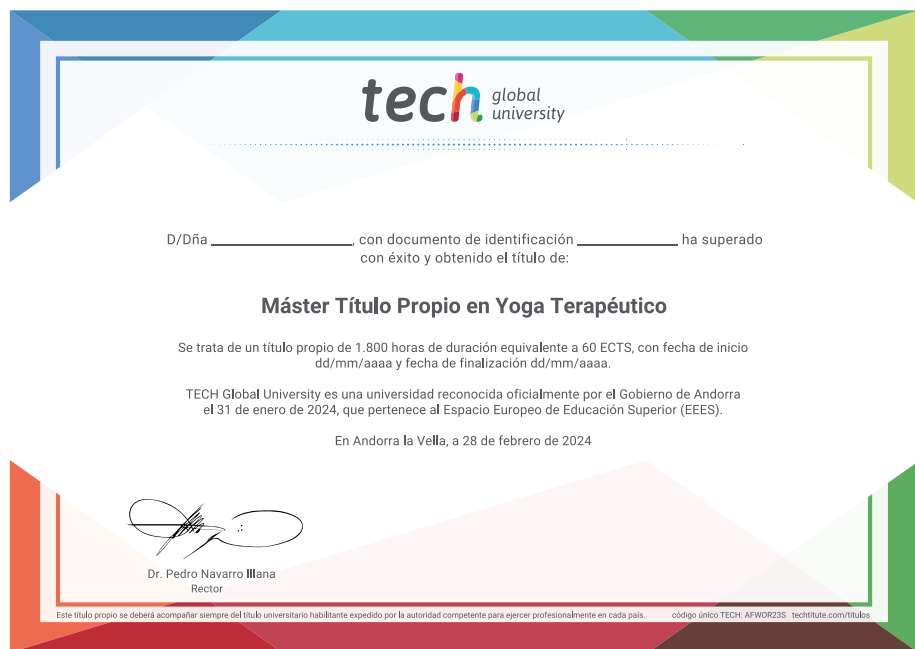 tech global university
D/Dña ______________, con documento de identificación __________ ha superado
con éxito y obtenido el título de:
Máster Título Propio en Yoga Terapéutico
Se trata de un título propio de 1.800 horas de duración equivalente a 60 ECTS, con fecha de inicio
dd/mm/aaaa y fecha de finalización dd/mm/aaaa.
TECH Global University es una universidad reconocida oficialmente por el Gobierno de Andorra
el 31 de enero de 2024, que pertenece al Espacio Europeo de Educación Superior (EEES).
En Andorra la Vella, a 28 de febrero de 2024
Dr. Pedro Navarro Illana
Rector
Este título propio se deberá acompañar siempre del título universitario habilitante expedido por la autoridad competente para ejercer profesionalmente en cada país. código único TECH: AFWOR23S techtitute.com/titulos